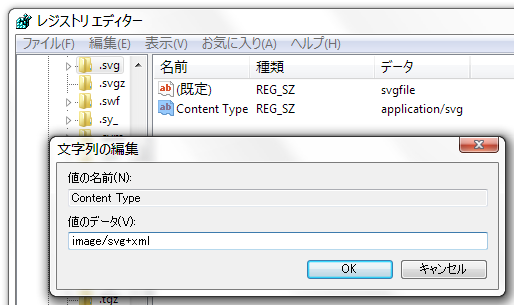 レジストリ エディター
ファイル(F) 編集(E) 表示(V) お気に入り(A) ヘルプ(H)
.svg
.svgz
.swf
.sy_
名前 種類 データ
ab (既定) REG_SZ svgfile
ab Content Type REG_SZ application/svg
文字列の編集
値の名前(N):
Content Type
値のデータ(V):
image/svg+xml
OK キャンセル
.tgz